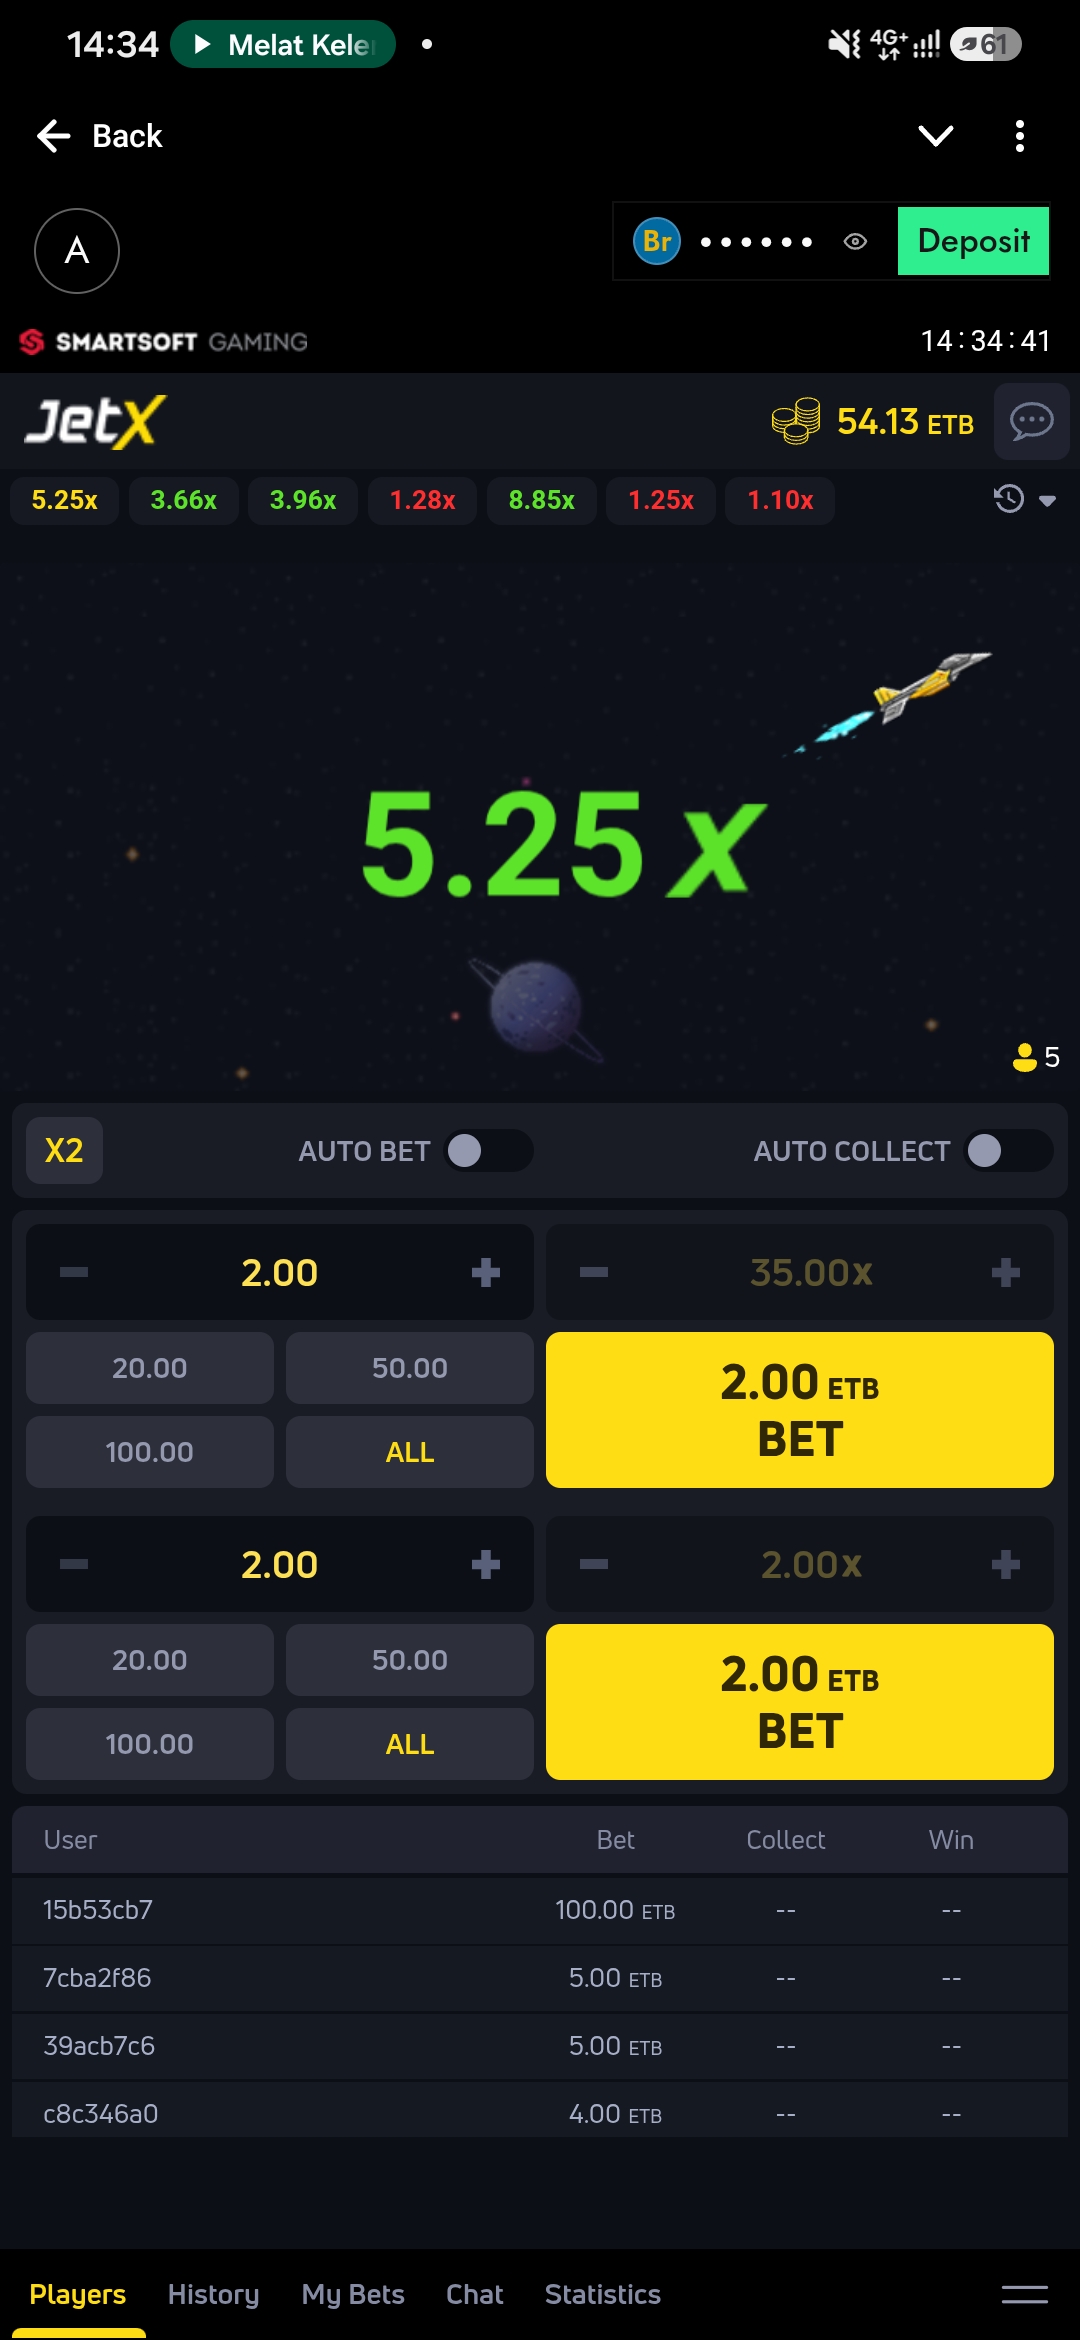 14:34 Melat Kele 4G+ 61
Back
A Br •••••• Deposit
SMARTSOFT GAMING 14:34:41
JetX 54.13 ETB
5.25x 3.66x 3.96x 1.28x 8.85x 1.25x 1.10x
5.25x
5
X2 AUTO BET AUTO COLLECT
2.00 35.00x
20.00 50.00 2.00 ETB
100.00 ALL BET
2.00 2.00x
20.00 50.00 2.00 ETB
100.00 ALL BET
User Bet Collect Win
15b53cb7 100.00 ETB -- --
7cba2f86 5.00 ETB -- --
39acb7c6 5.00 ETB -- --
c8c346a0 4.00 ETB -- --
Players History My Bets Chat Statistics